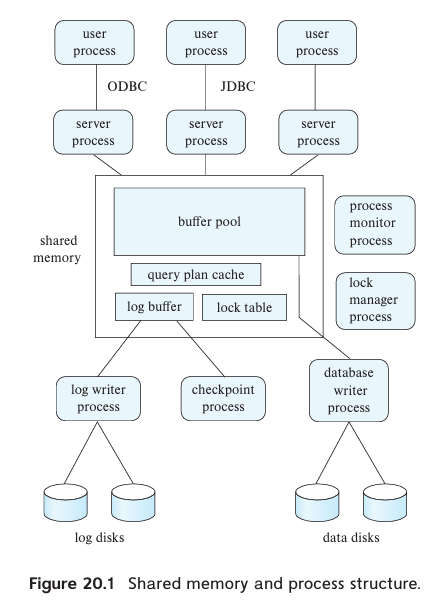 user
process
user
process
user
process
ODBC
JDBC
server
process
server
process
server
process
shared
memory
buffer pool
query plan cache
log buffer
lock table
process
monitor
process
lock
manager
process
log writer
process
checkpoint
process
database
writer
process
log disks
data disks
Figure 20.1 Shared memory and process structure.